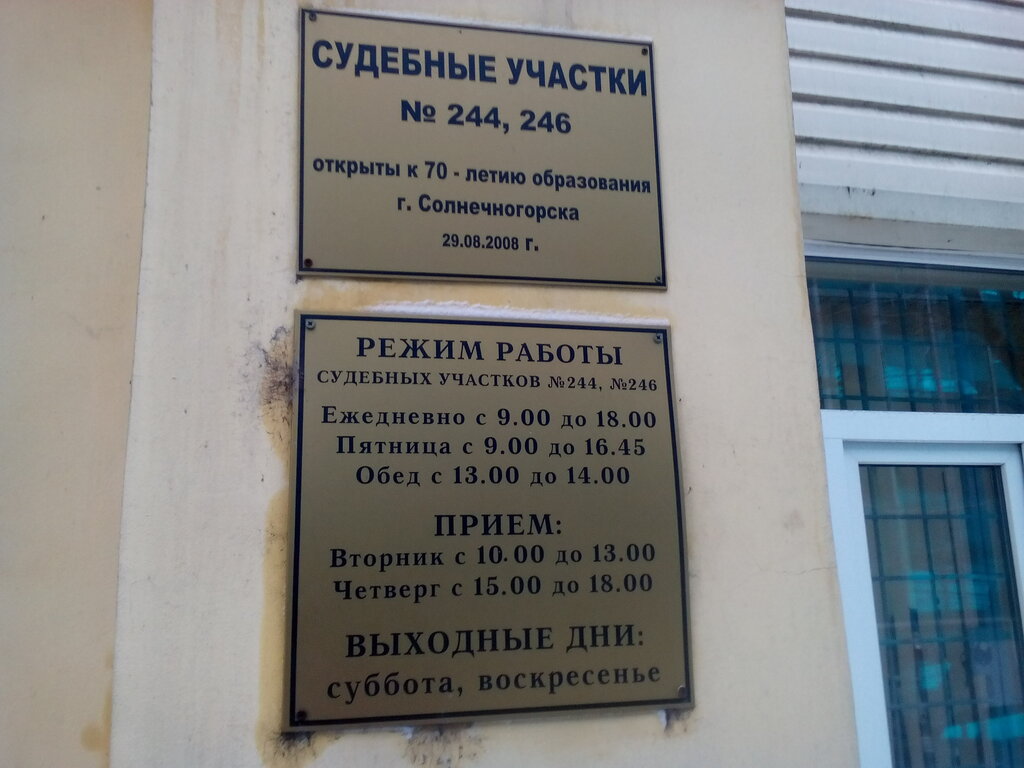 СУДЕБНЫЕ УЧАСТКИ
№ 244, 246
открыты к 70 - летию образования
г. Солнечногорска
29.08.2008 г.
РЕЖИМ РАБОТЫ
СУДЕБНЫХ УЧАСТКОВ №244, №246
Ежедневно с 9.00 до 18.00
Пятница с 9.00 до 16.45
Обед с 13.00 до 14.00
ПРИЕМ:
Вторник с 10.00 до 13.00
Четверг с 15.00 до 18.00
ВЫХОДНЫЕ ДНИ:
суббота, воскресенье